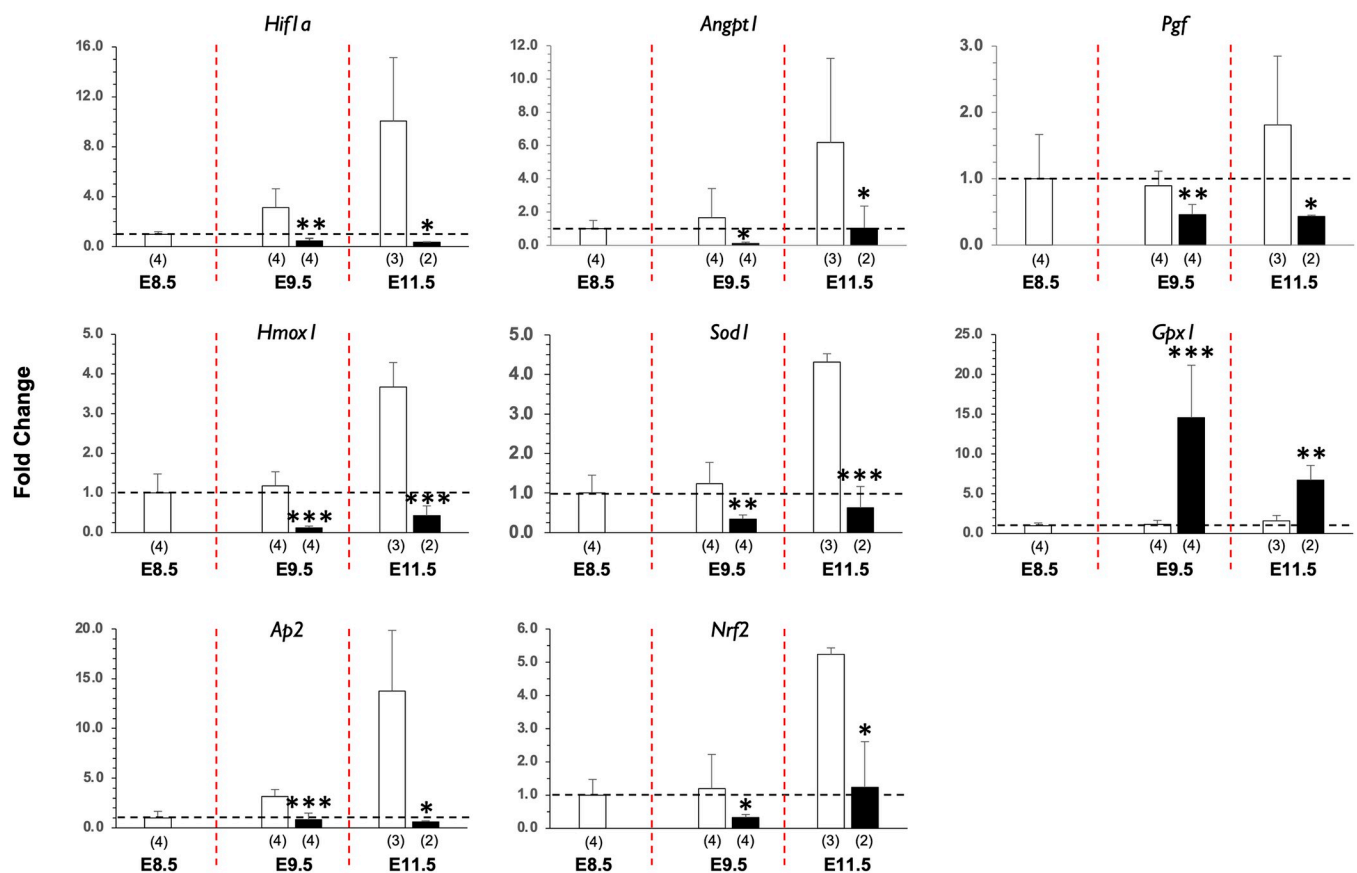 Fold Change
Hif1a
16.0
12.0
8.0
4.0
0.0
** *
(4) (4) (4) (3) (2)
E8.5 E9.5 E11.5
Angpt1
12.0
10.0
8.0
6.0
4.0
2.0
0.0
* *
(4) (4) (4) (3) (2)
E8.5 E9.5 E11.5
Pgf
3.0
2.0
1.0
0.0
** *
(4) (4) (4) (3) (2)
E8.5 E9.5 E11.5
Hmox1
5.0
4.0
3.0
2.0
1.0
0.0
*** ***
(4) (4) (4) (3) (2)
E8.5 E9.5 E11.5
Sod1
5.0
4.0
3.0
2.0
1.0
0.0
** ***
(4) (4) (4) (3) (2)
E8.5 E9.5 E11.5
Gpx1
25.0
20.0
15.0
10.0
5.0
0.0
*** **
(4) (4) (4) (3) (2)
E8.5 E9.5 E11.5
Ap2
20.0
15.0
10.0
5.0
0.0
*** *
(4) (4) (4) (3) (2)
E8.5 E9.5 E11.5
Nrf2
6.0
5.0
4.0
3.0
2.0
1.0
0.0
* *
(4) (4) (4) (3) (2)
E8.5 E9.5 E11.5